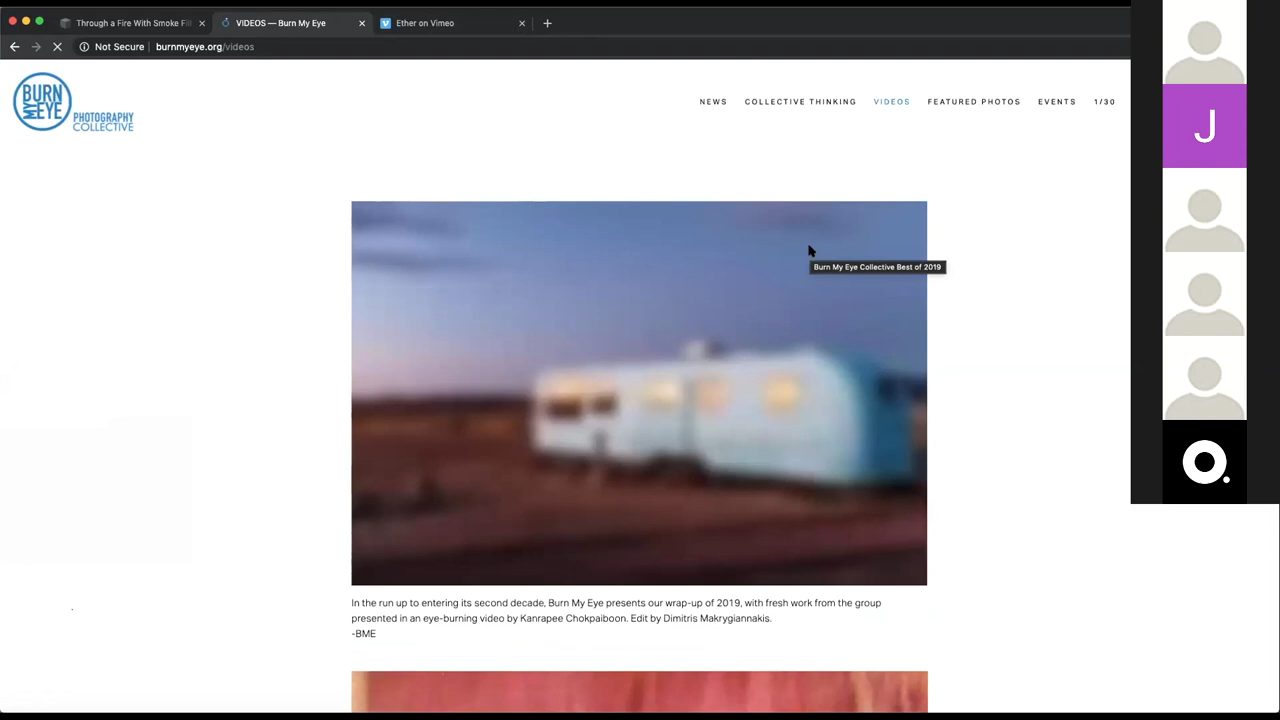 Through a Fire With Smoke Fil
VIDEOS — Burn My Eye
Ether on Vimeo
Not Secure
burnmyeye.org/videos
BURN
MY
EYE
PHOTOGRAPHY
COLLECTIVE
NEWS
COLLECTIVE THINKING
VIDEOS
FEATURED PHOTOS
EVENTS
1/30
J
Burn My Eye Collective Best of 2019
In the run up to entering its second decade, Burn My Eye presents our wrap-up of 2019, with fresh work from the group
presented in an eye-burning video by Kanrapee Chokpaiboon. Edit by Dimitris Makrygiannakis.
-BME